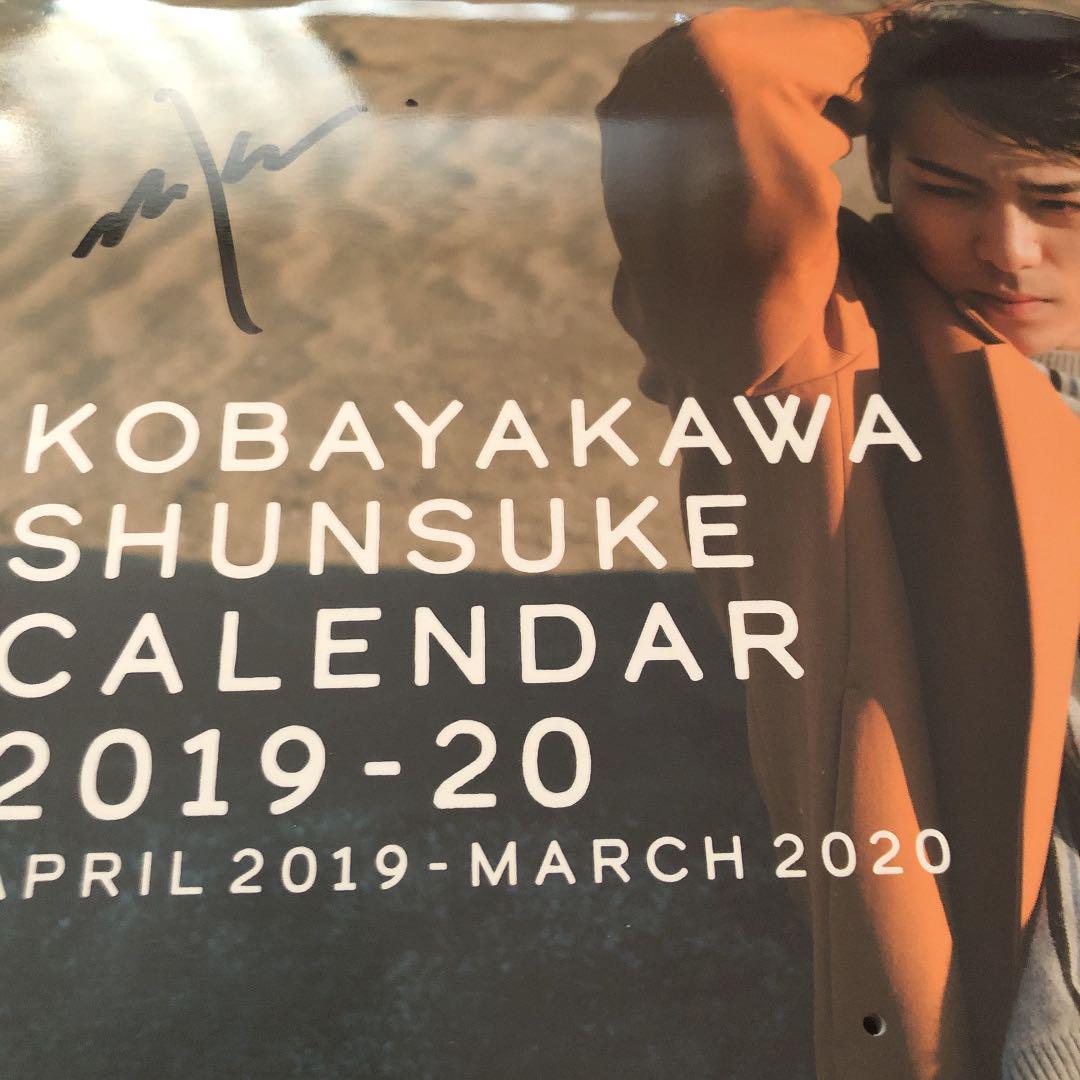 KOBAYAKAWA
SHUNSUKE
CALENDAR
2019-20
APRIL 2019-MARCH 2020